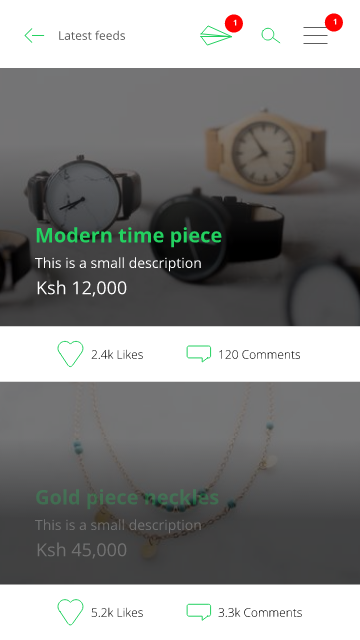 Latest feeds
1
1
Modern time piece
This is a small description
Ksh 12,000
2.4k Likes
120 Comments
Gold piece neckles
This is a small description
Ksh 45,000
5.2k Likes
3.3k Comments